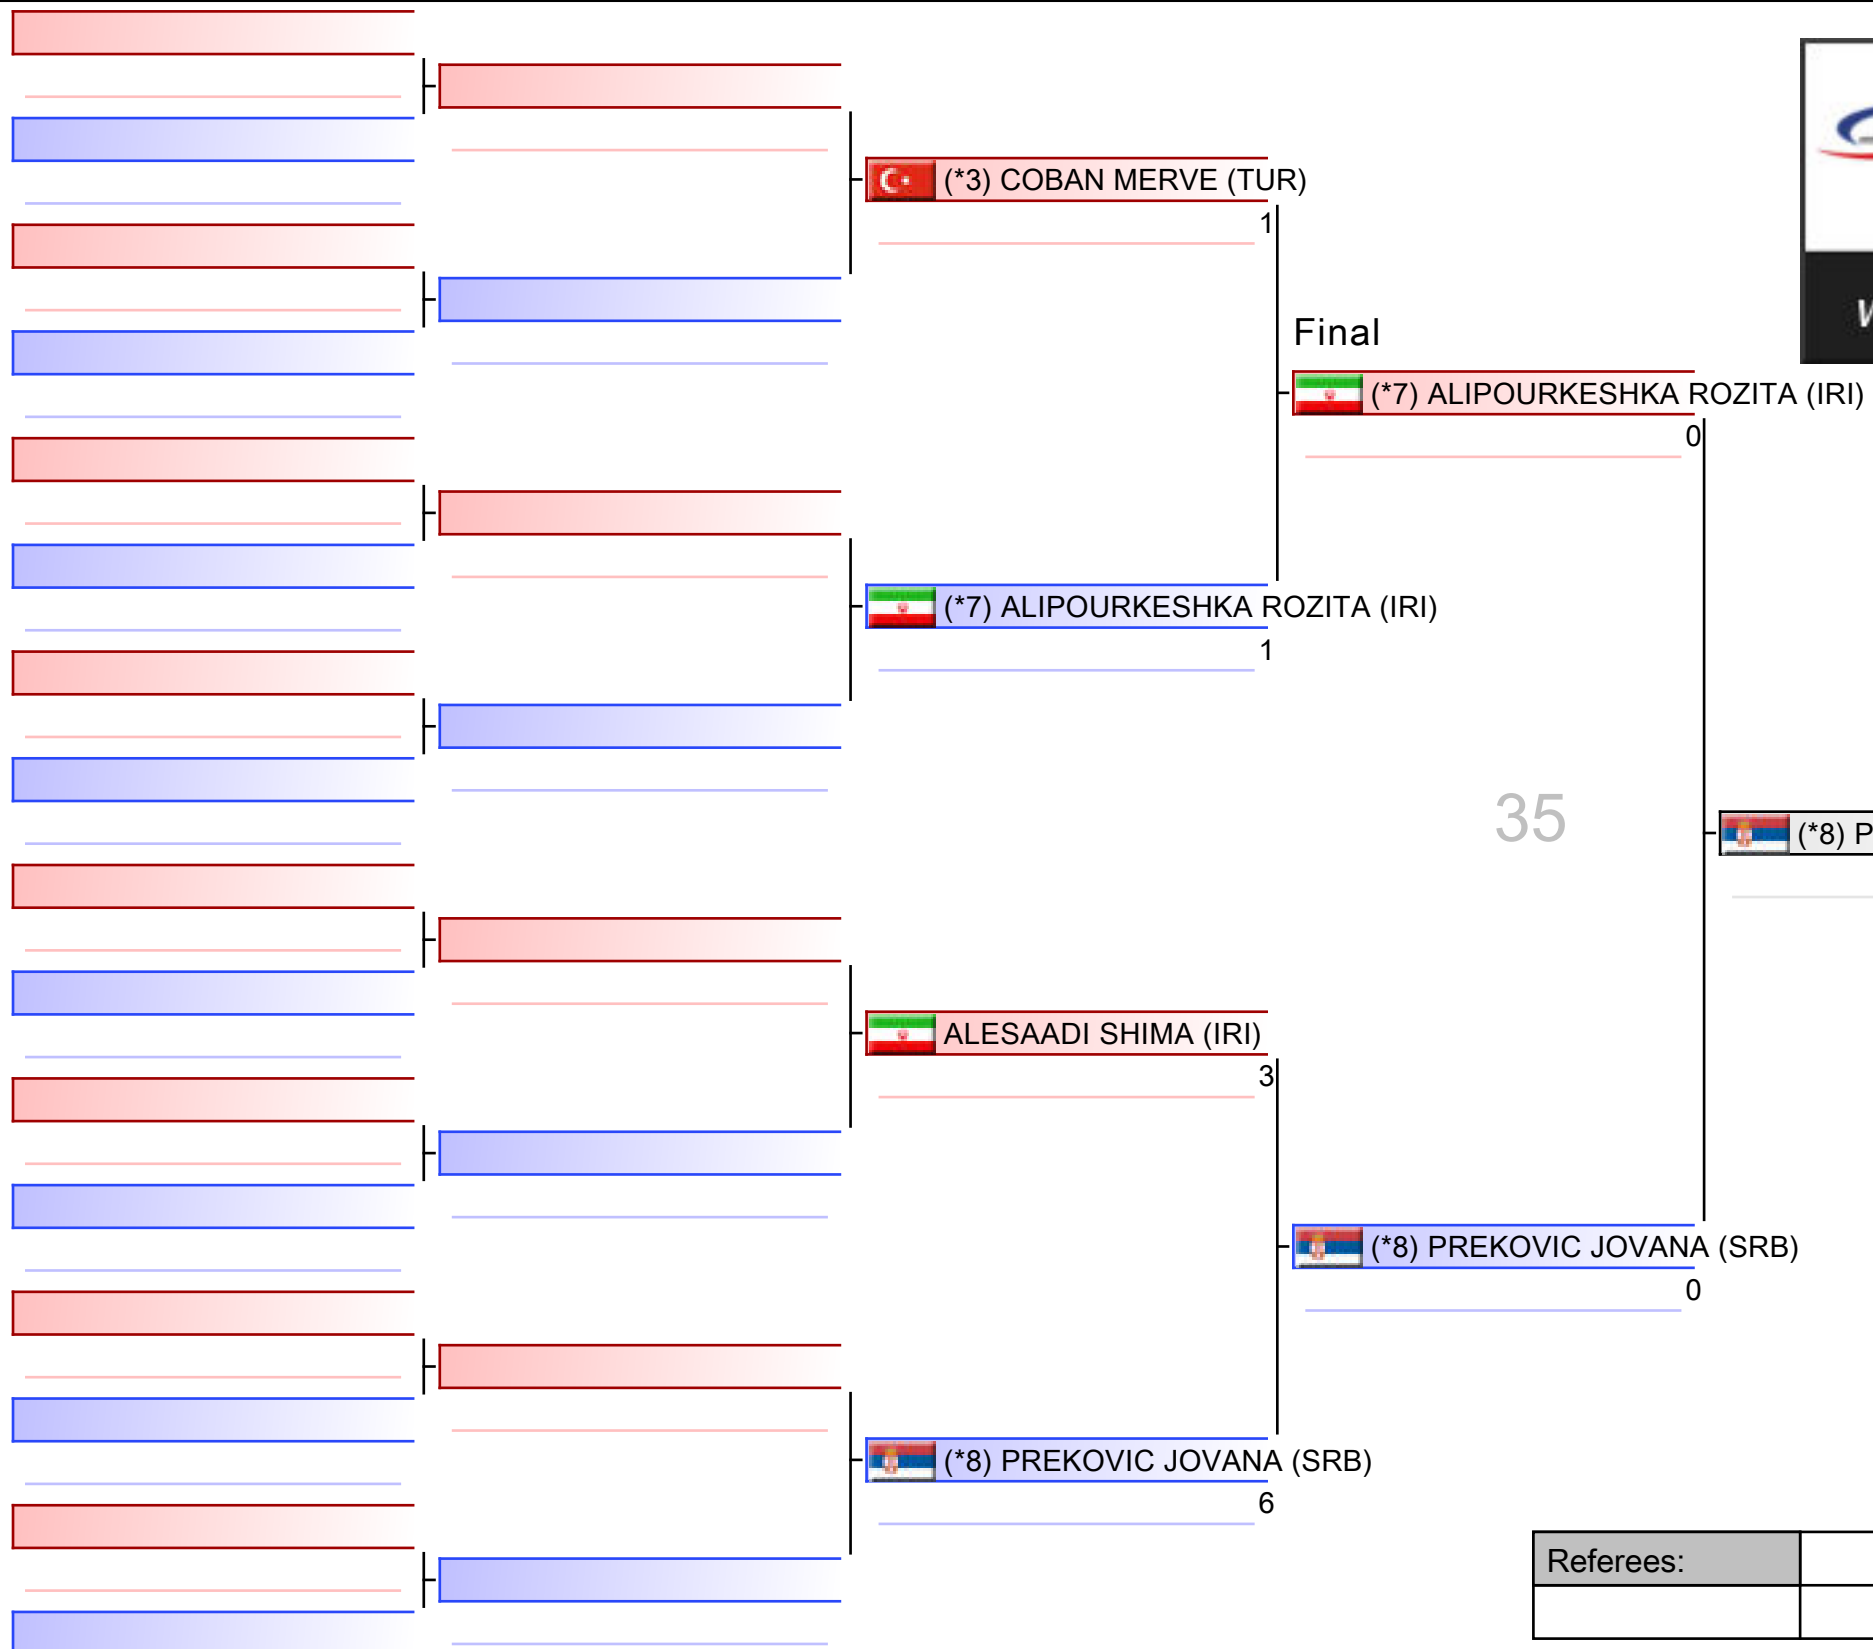 (*3) COBAN MERVE (TUR)
1
Final
(*7) ALIPOURKESHKA ROZITA (IRI)
0
(*7) ALIPOURKESHKA ROZITA (IRI)
1
35
(*8) P
ALESAADI SHIMA (IRI)
3
(*8) PREKOVIC JOVANA (SRB)
0
(*8) PREKOVIC JOVANA (SRB)
6
Referees: